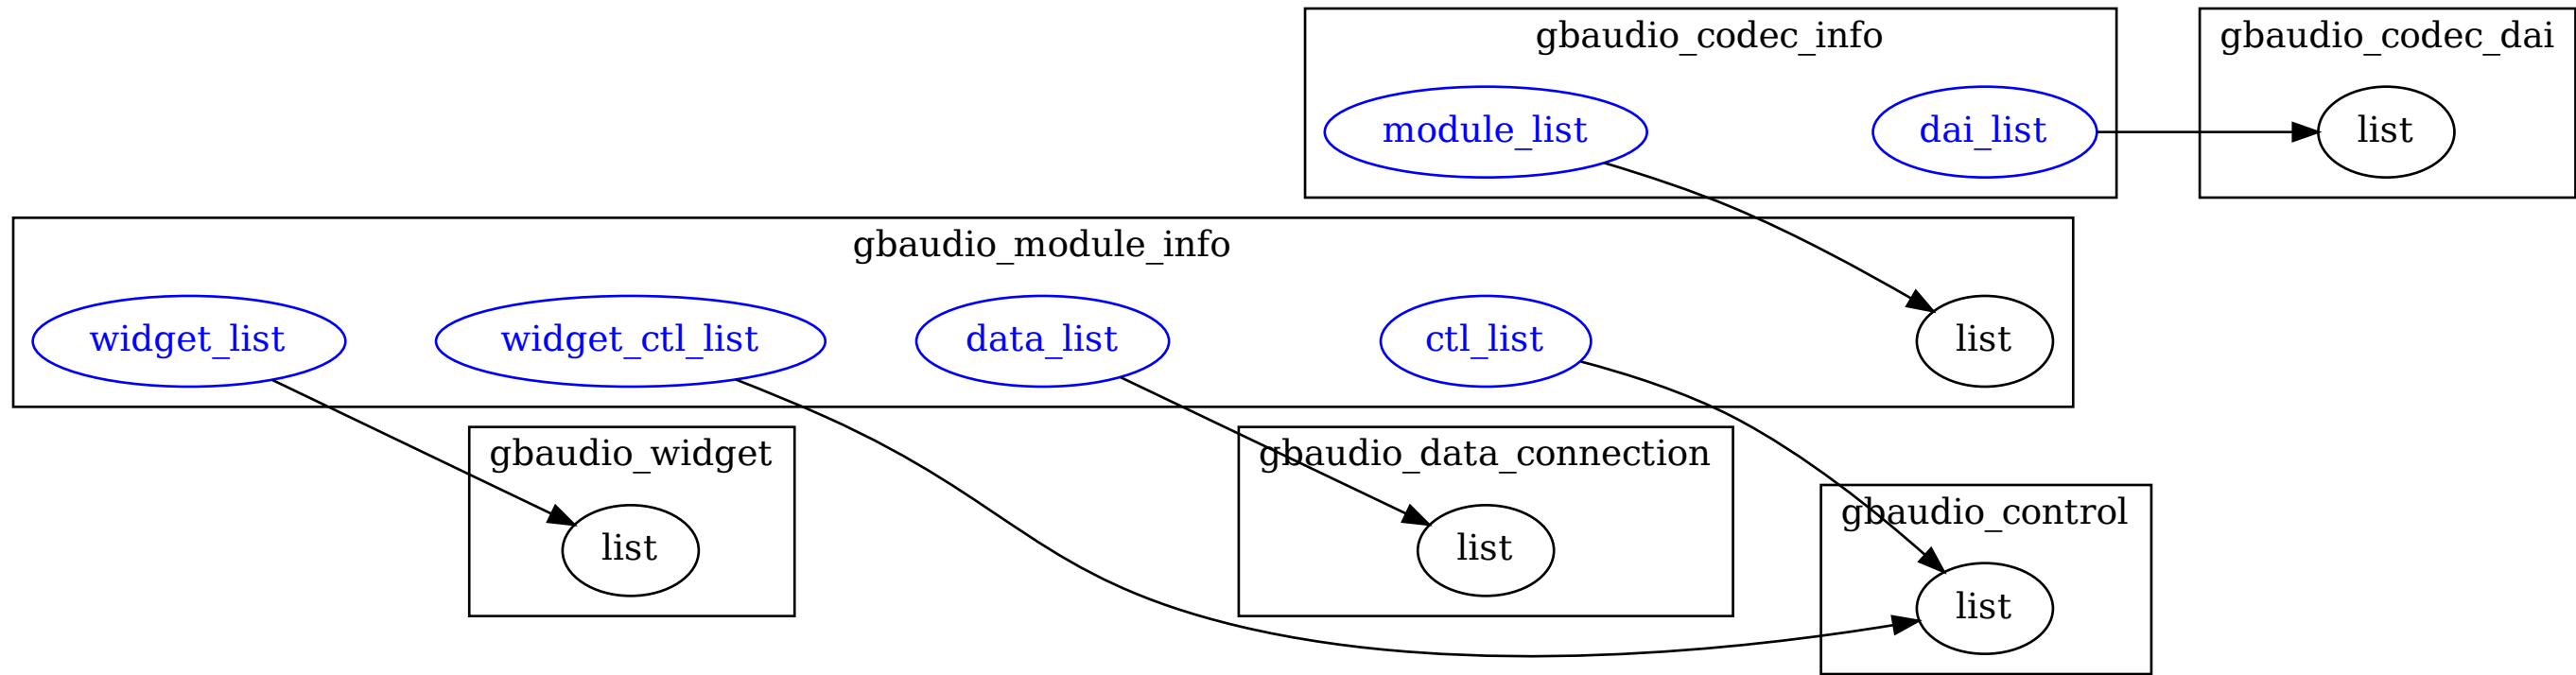 gbaudio_codec_info
gbaudio_codec_dai
module_list
dai_list
list
gbaudio_module_info
widget_list
widget_ctl_list
data_list
ctl_list
list
gbaudio_widget
gbaudio_data_connection
gbaudio_control
list
list
list